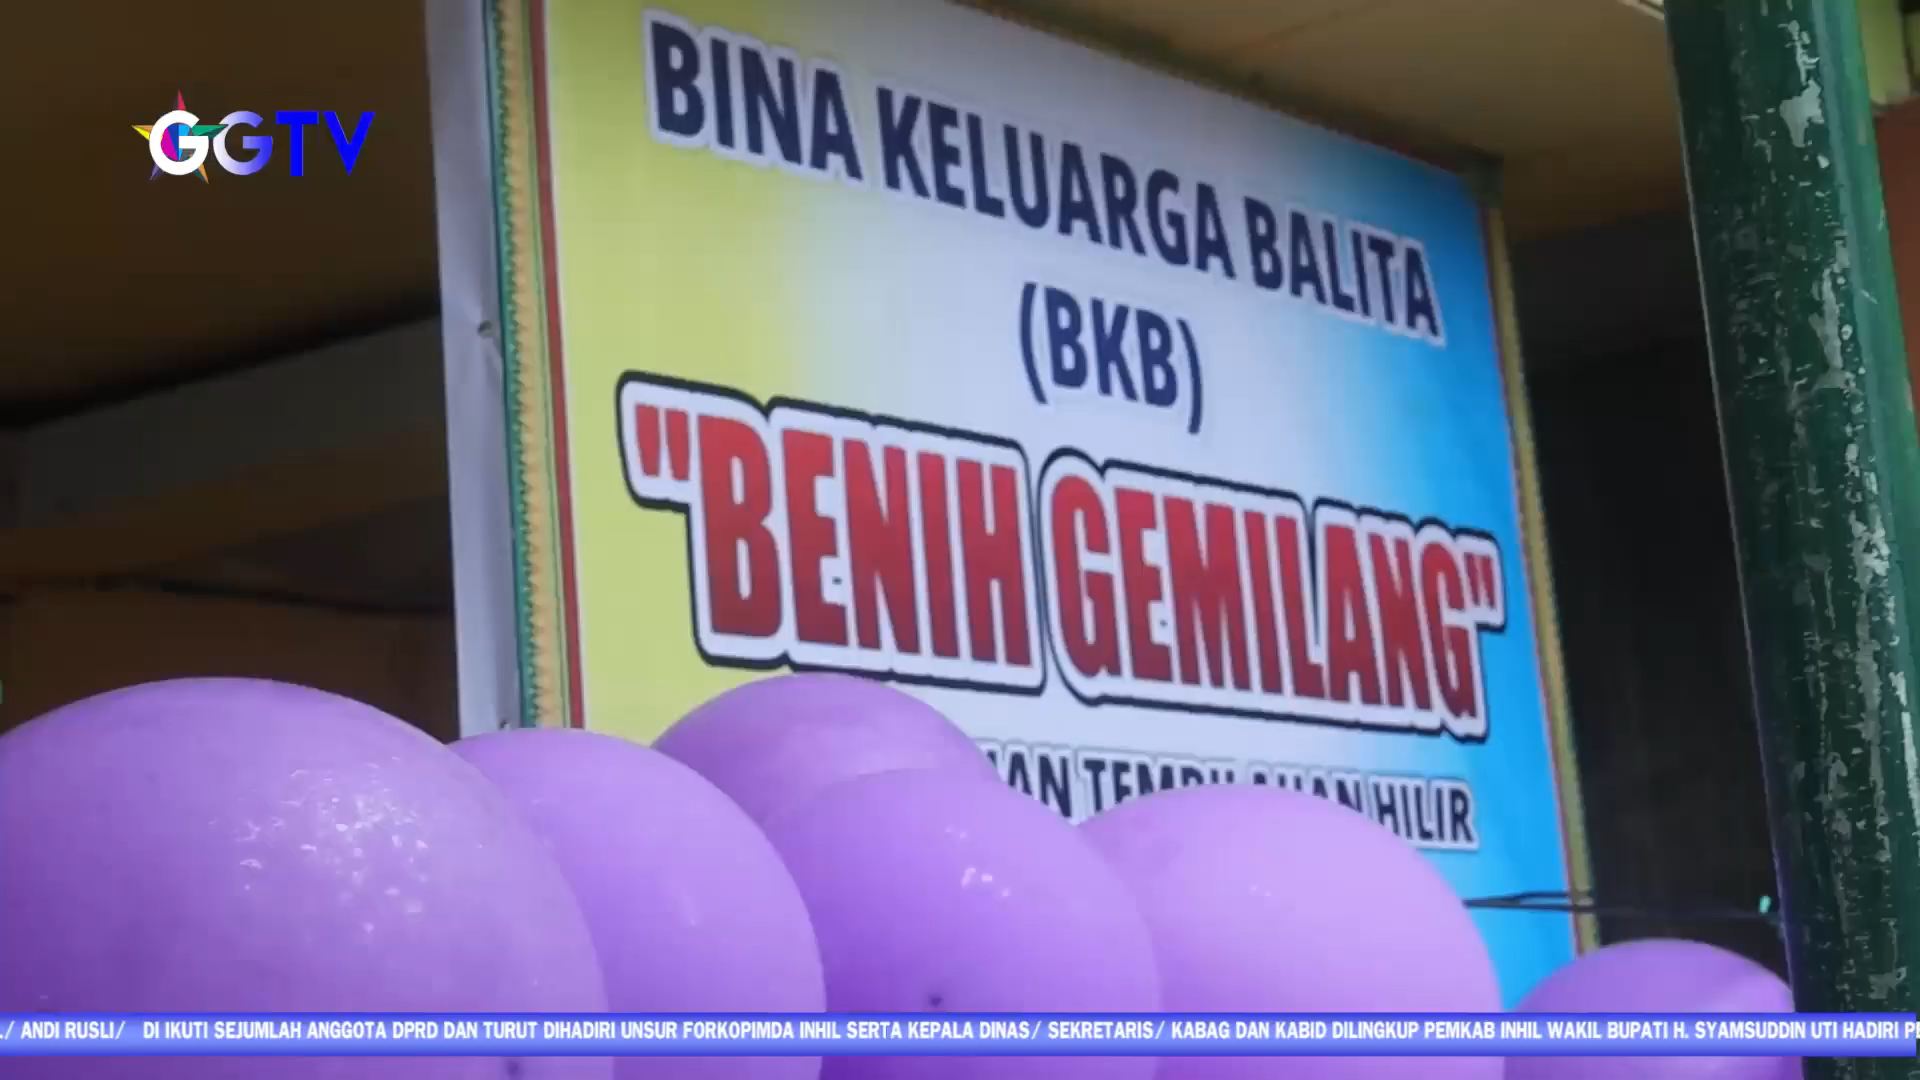 GGTV
BINA KELUARGA BALITA
(BKB)
"BENIH GEMILANG"
TEMBILAHAN HILIR
./ ANDI RUSLI/ DI IKUTI SEJUMLAH ANGGOTA DPRD DAN TURUT DIHADIRI UNSUR FORKOPIMDA INHIL SERTA KEPALA DINAS/ SEKRETARIS/ KABAG DAN KABID DILINGKUP PEMKAB INHIL WAKIL BUPATI H. SYAMSUDDIN UTI HADIRI